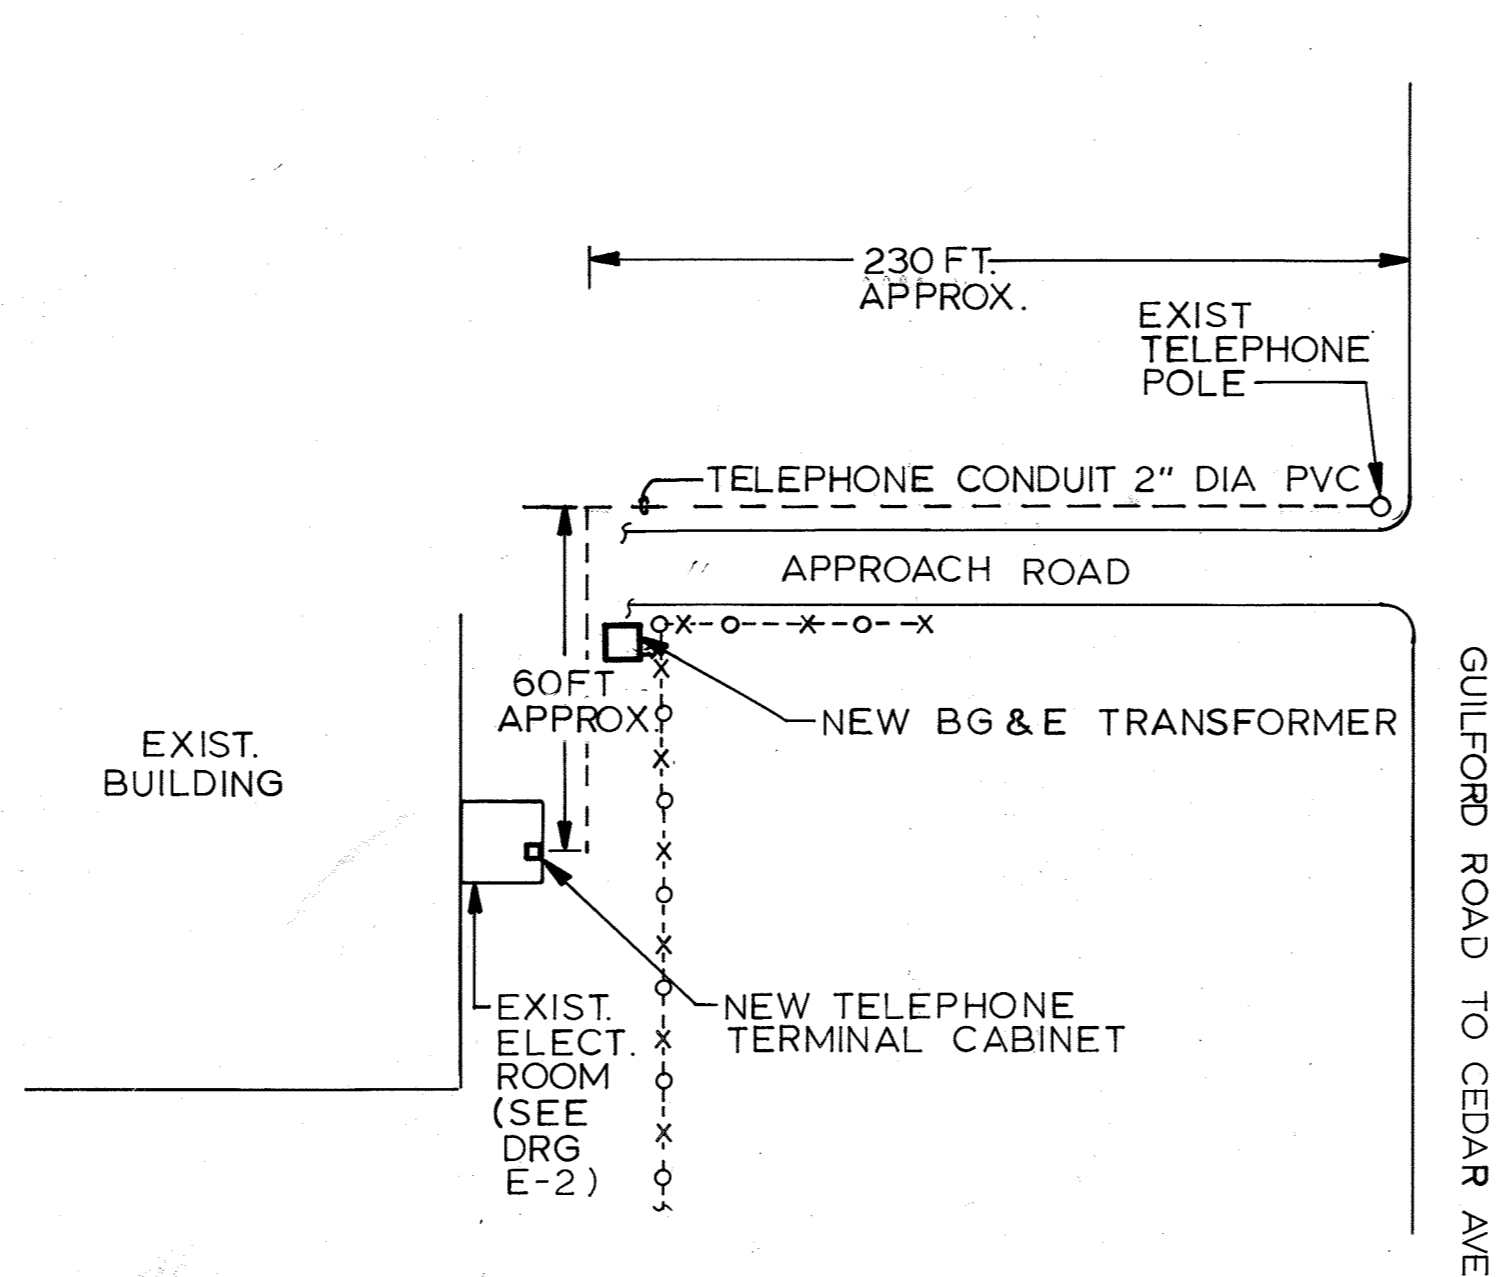 230 FT.
APPROX.
EXIST
TELEPHONE
POLE
TELEPHONE CONDUIT 2" DIA PVC
APPROACH ROAD
60FT
APPROX.
NEW BG & E TRANSFORMER
EXIST.
BUILDING
EXIST.
ELECT.
ROOM
(SEE
DRG
E-2)
NEW TELEPHONE
TERMINAL CABINET
GUILFORD ROAD TO CEDAR AVE